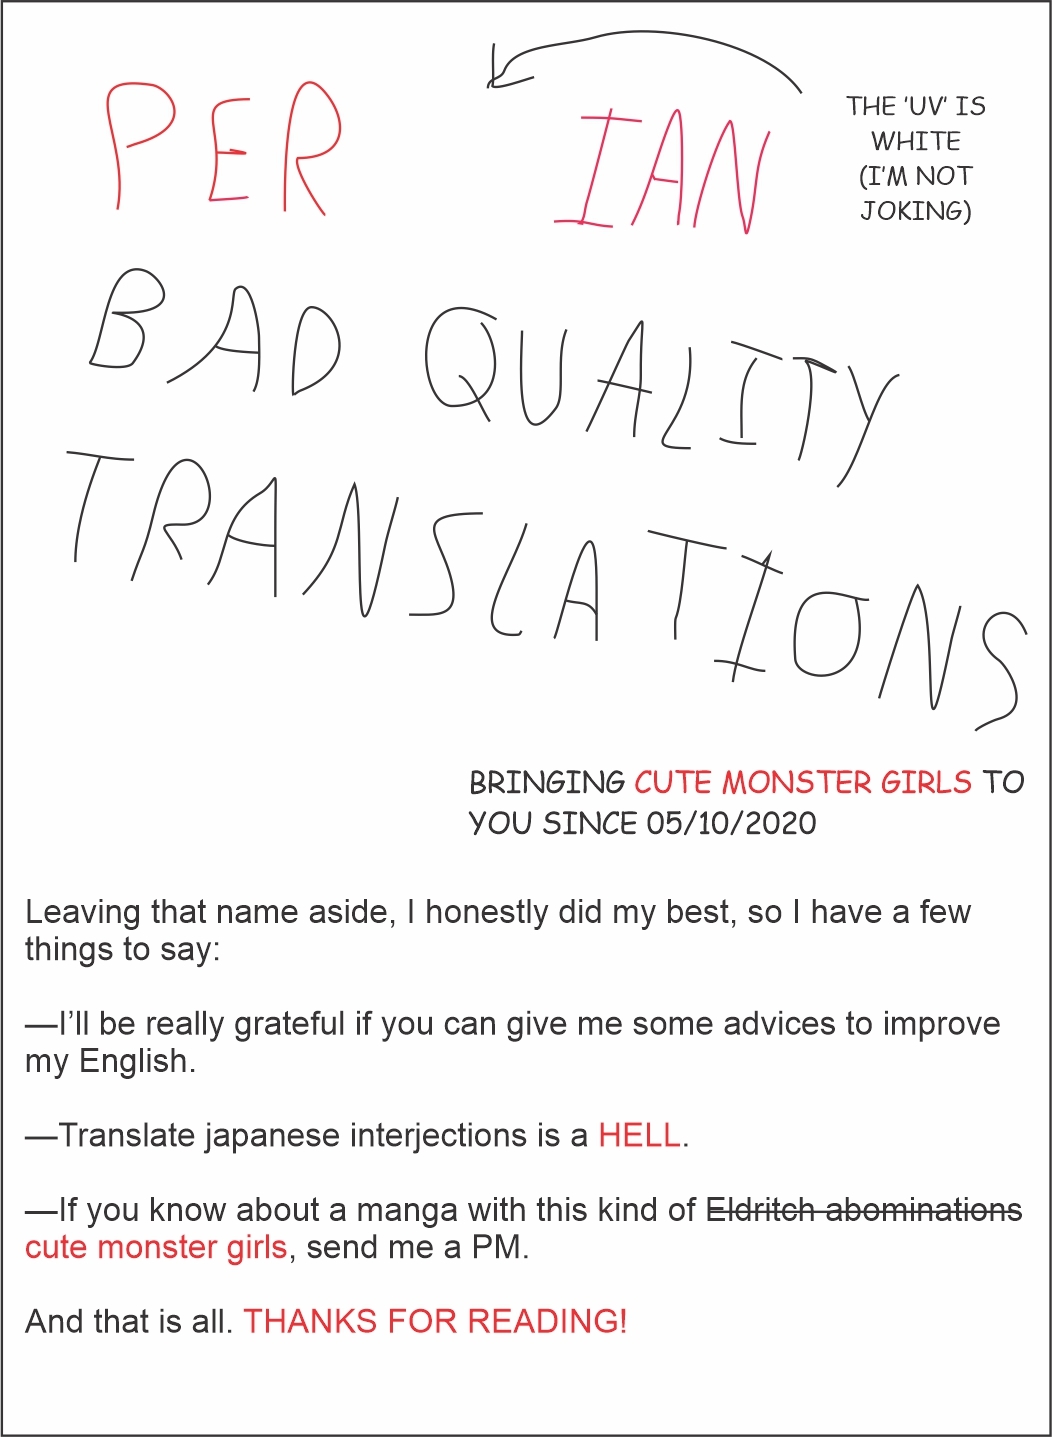 PER IAN
THE 'UV' IS
WHITE
(I'M NOT
JOKING)
BAD QUALITY
TRANSLATIONS
BRINGING CUTE MONSTER GIRLS TO
YOU SINCE 05/10/2020
Leaving that name aside, I honestly did my best, so I have a few
things to say:
—I'll be really grateful if you can give me some advices to improve
my English.
—Translate japanese interjections is a HELL.
—If you know about a manga with this kind of Eldritch abominations
cute monster girls, send me a PM.
And that is all. THANKS FOR READING!